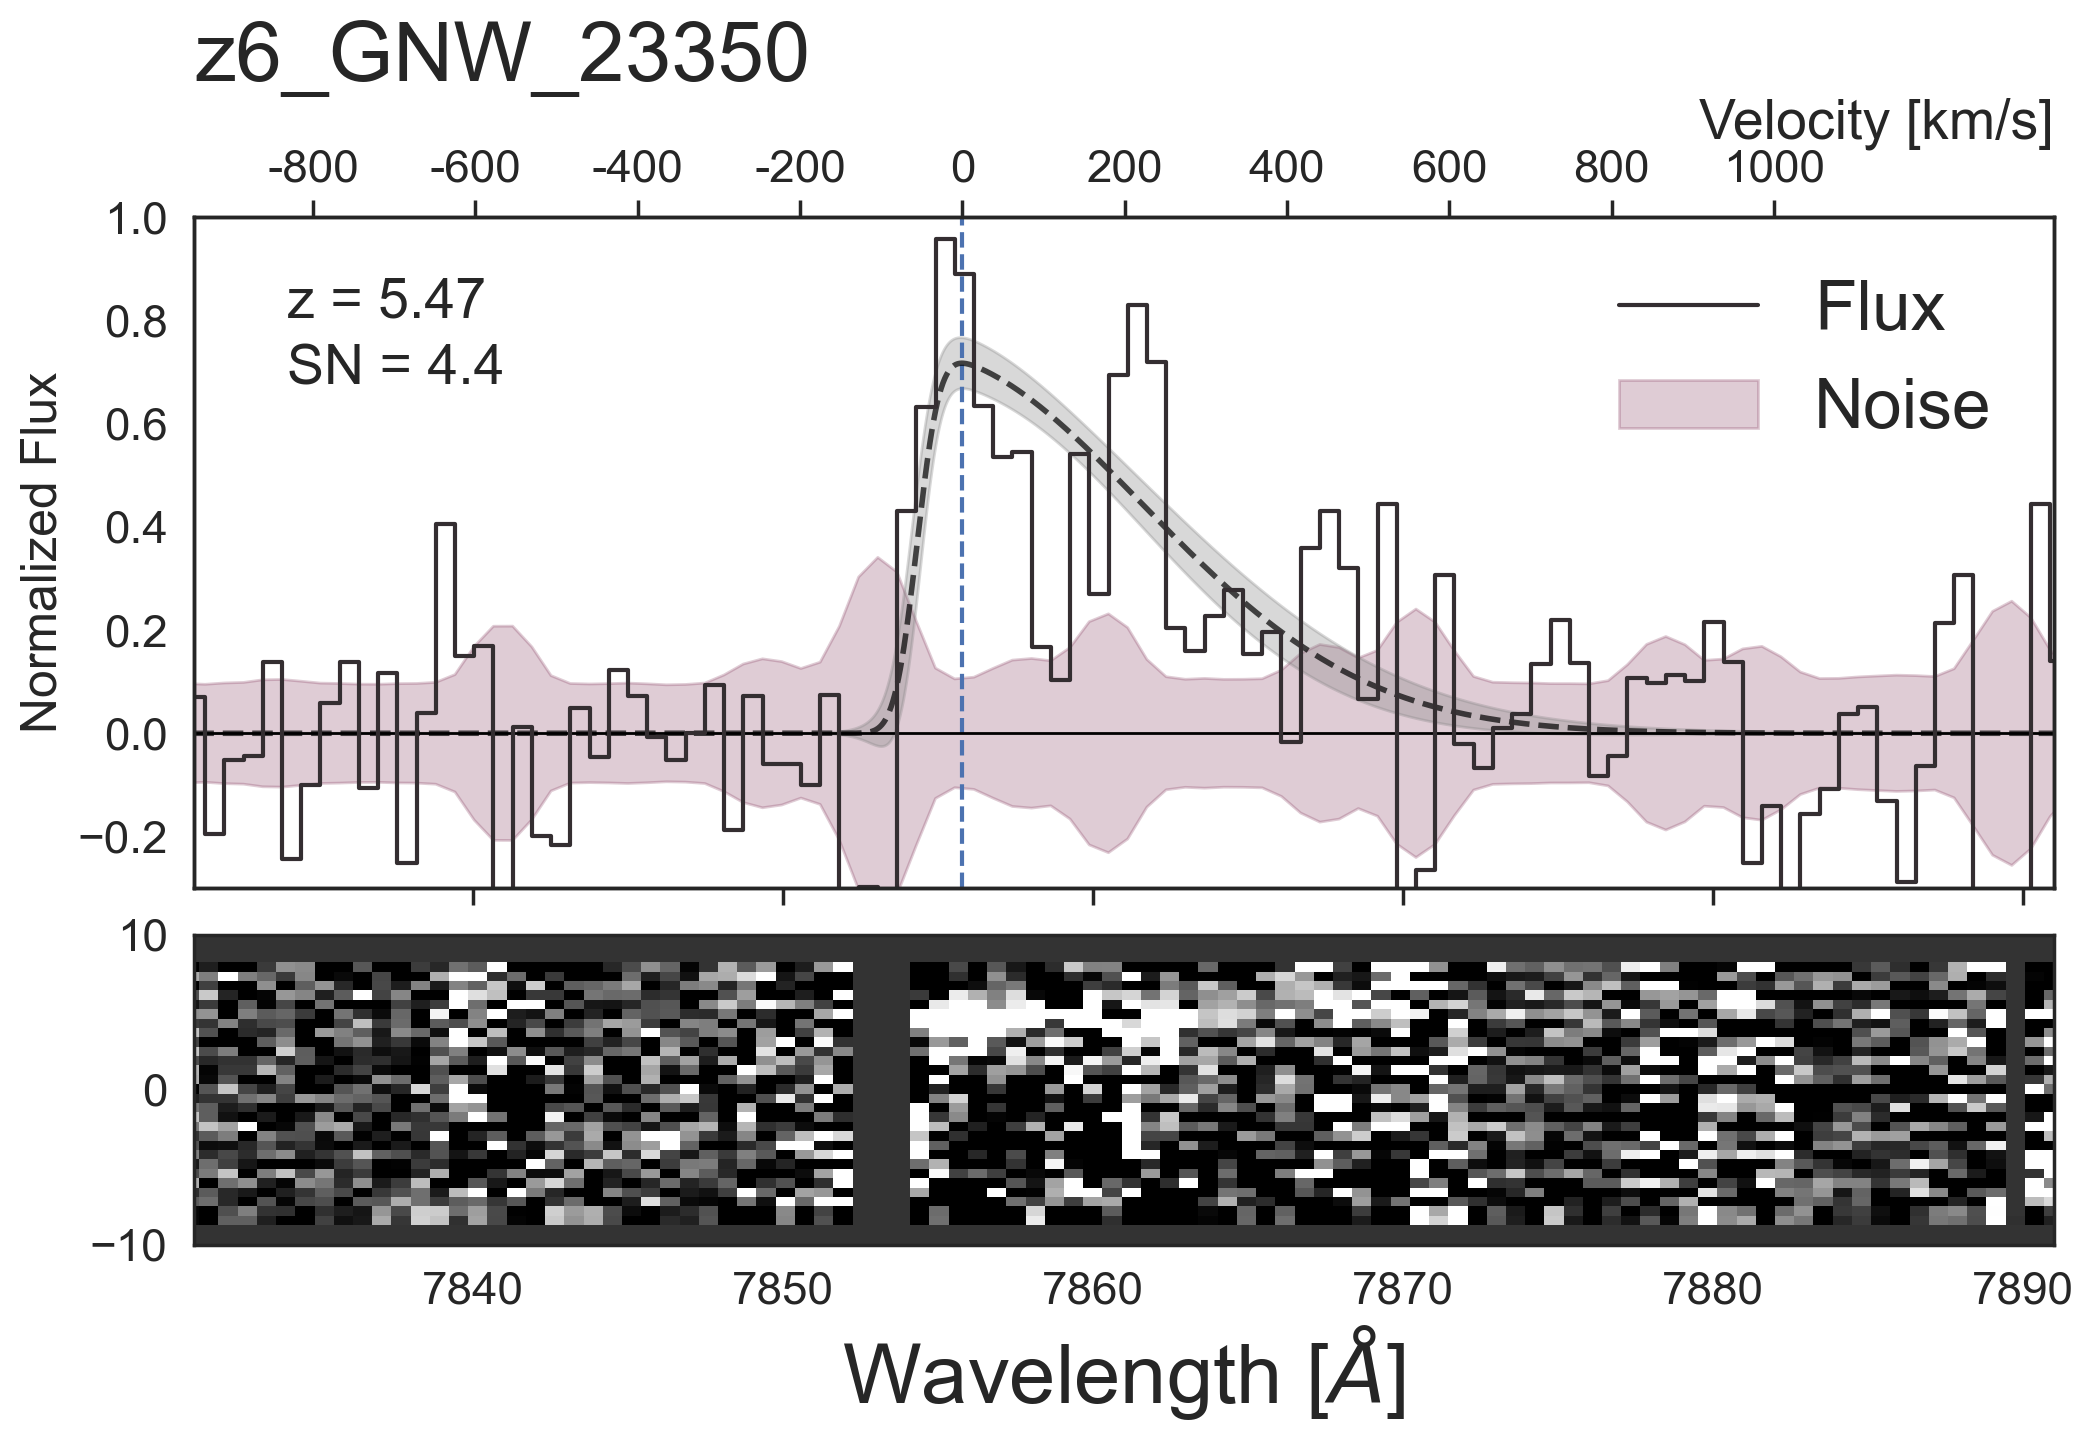 z6_GNW_23350
Velocity [km/s]
-800 -600 -400 -200 0 200 400 600 800 1000
1.0
0.8
0.6
0.4
0.2
0.0
−0.2
Normalized Flux
z = 5.47
SN = 4.4
Flux
Noise
10
0
−10
7840 7850 7860 7870 7880 7890
Wavelength [Å]